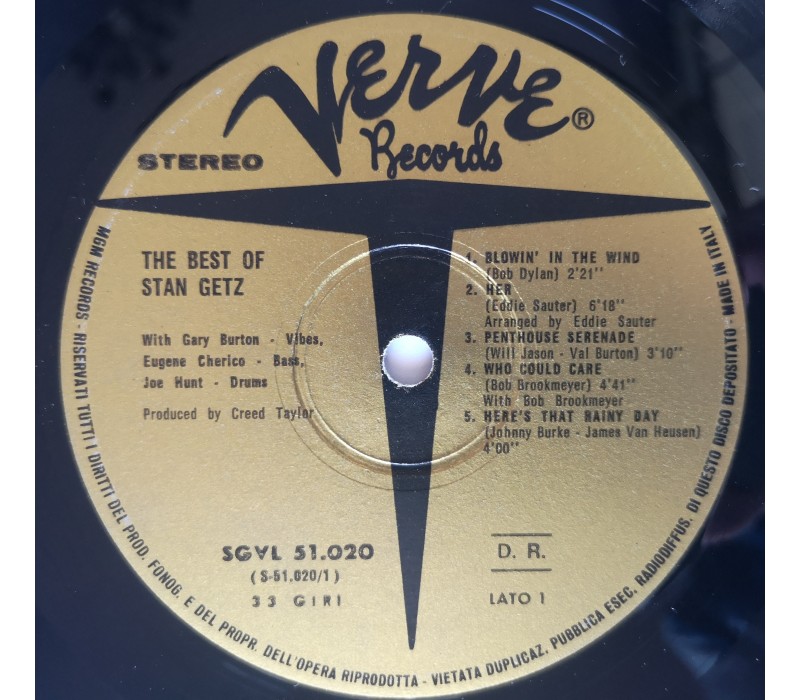 Verve®
Records
STEREO
THE BEST OF
STAN GETZ
With Gary Burton - Vibes,
Eugene Cherico - Bass,
Joe Hunt - Drums
Produced by Creed Taylor
1. BLOWIN' IN THE WIND
(Bob Dylan) 2'21''
2. HER
(Eddie Sauter) 6'18''
Arranged by Eddie Sauter
3. PENTHOUSE SERENADE
(Will Jason - Val Burton) 3'10''
4. WHO COULD CARE
(Bob Brookmeyer) 4'41''
With Bob Brookmeyer
5. HERE'S THAT RAINY DAY
(Johnny Burke - James Van Heusen)
4'00''
SGVL 51.020
(S-51.020/1)
33 GIRI
D. R.
LATO 1
MGM RECORDS - RISERVATI TUTTI I DIRITTI DEL PROD. FONOG. E DEL PROPR. DELL'OPERA RIPRODOTTA - VIETATA DUPLICAZ. PUBBLICA ESEC. RADIODIFFUS. DI QUESTO DISCO DEPOSITATO - MADE IN ITALY